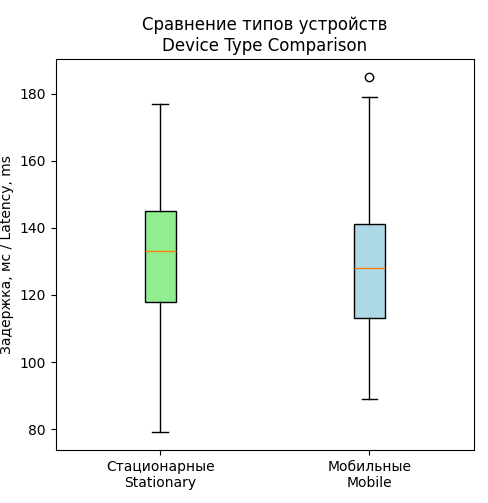 Сравнение типов устройств
Device Type Comparison
Задержка, мс / Latency, ms
180
160
140
120
100
80
Стационарные
Stationary
Мобильные
Mobile